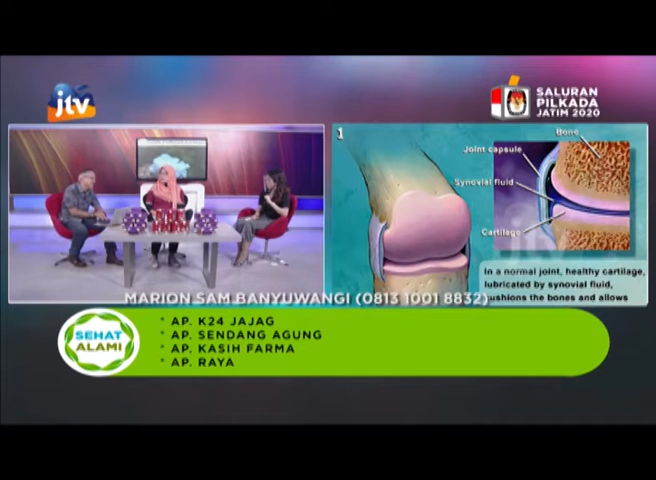 jtv
SALURAN
PILKADA
JATIM 2020
1
Bone
Joint capsule
Synovial fluid
Cartilage
In a normal joint, healthy cartilage,
lubricated by synovial fluid,
cushions the bones and allows
MARION SAM BANYUWANGI (0813 1001 8832)
SEHAT
ALAMI
* AP. K24 JAJAG
* AP. SENDANG AGUNG
* AP. KASIH FARMA
* AP. RAYA